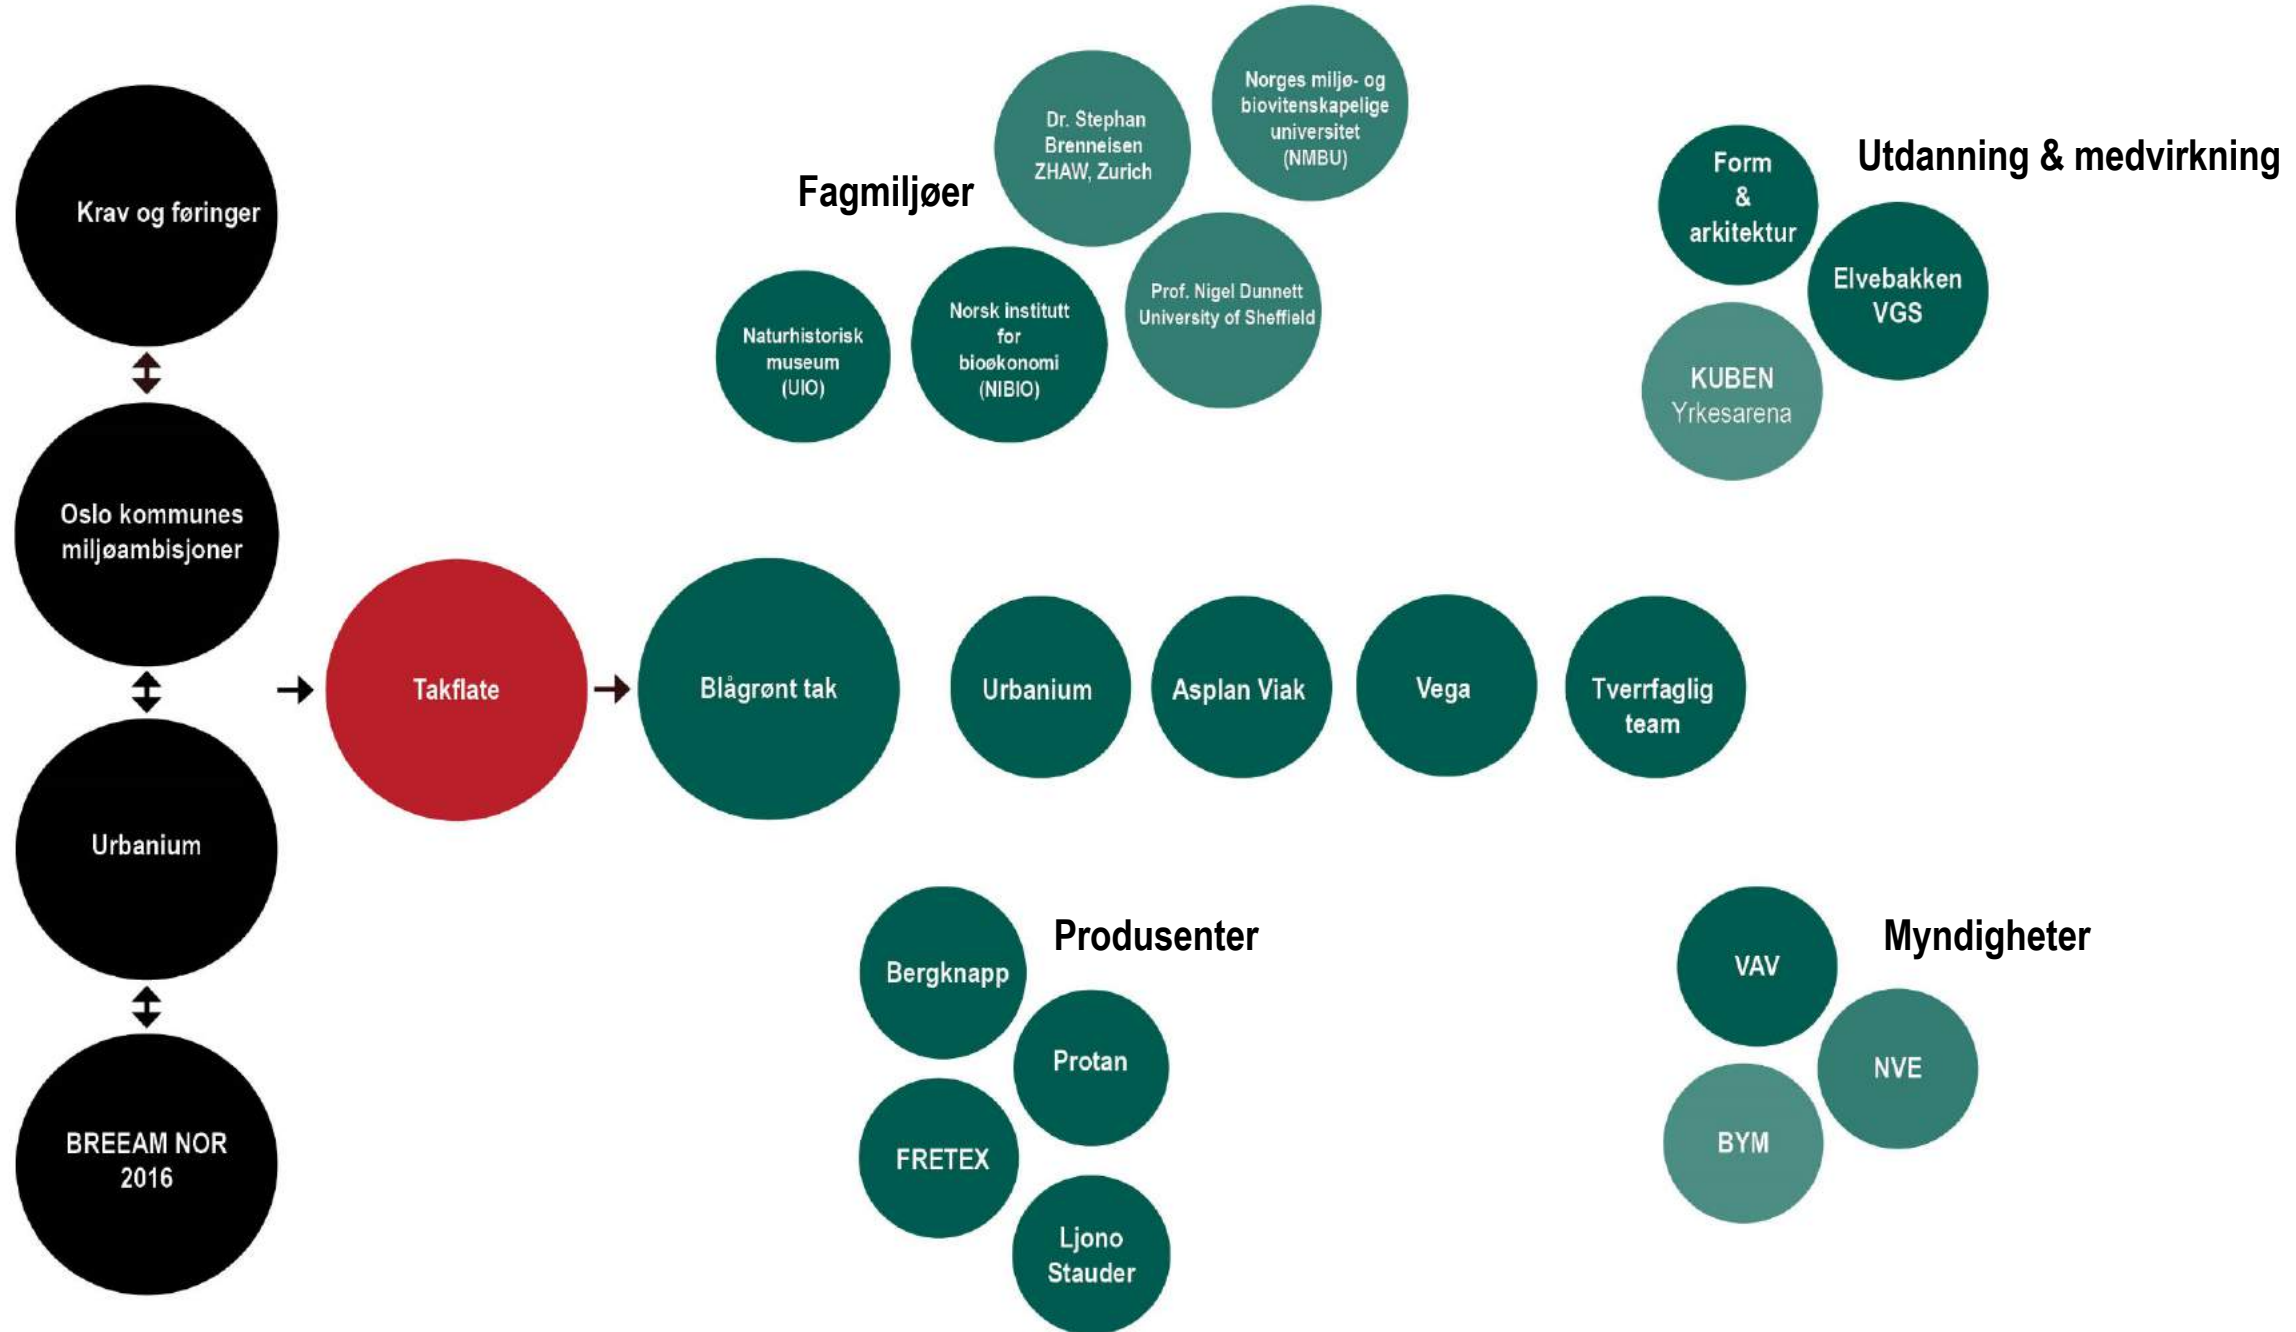 Krav og føringer
Oslo kommunes
miljøambisjoner
Urbanium
BREEAM NOR
2016
Takflate
Blågrønt tak
Fagmiljøer
Dr. Stephan
Brenneisen
ZHAW, Zurich
Norges miljø- og
biovitenskapelige
universitet
(NMBU)
Naturhistorisk
museum
(UIO)
Norsk institutt
for
bioøkonomi
(NIBIO)
Prof. Nigel Dunnett
University of Sheffield
Utdanning & medvirkning
Form
&
arkitektur
Elvebakken
VGS
KUBEN
Yrkesarena
Urbanium
Asplan Viak
Vega
Tverrfaglig
team
Produsenter
Bergknapp
Protan
FRETEX
Ljono
Stauder
Myndigheter
VAV
NVE
BYM